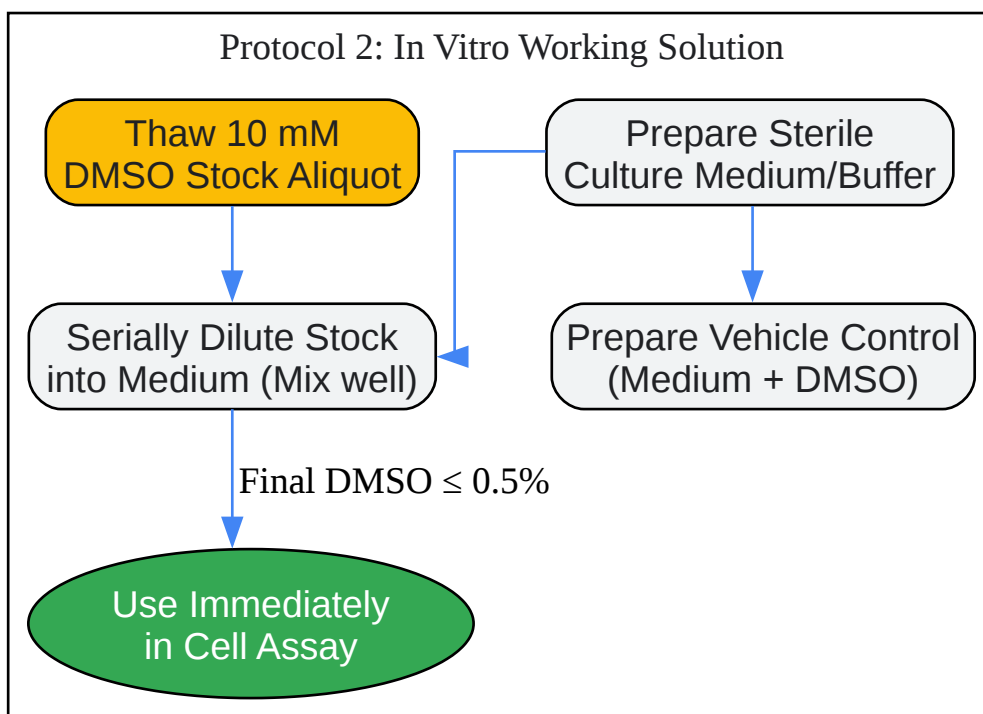 Protocol 2: In Vitro Working Solution
Thaw 10 mM
DMSO Stock Aliquot
Prepare Sterile
Culture Medium/Buffer
Serially Dilute Stock
into Medium (Mix well)
Prepare Vehicle Control
(Medium + DMSO)
Final DMSO ≤ 0.5%
Use Immediately
in Cell Assay